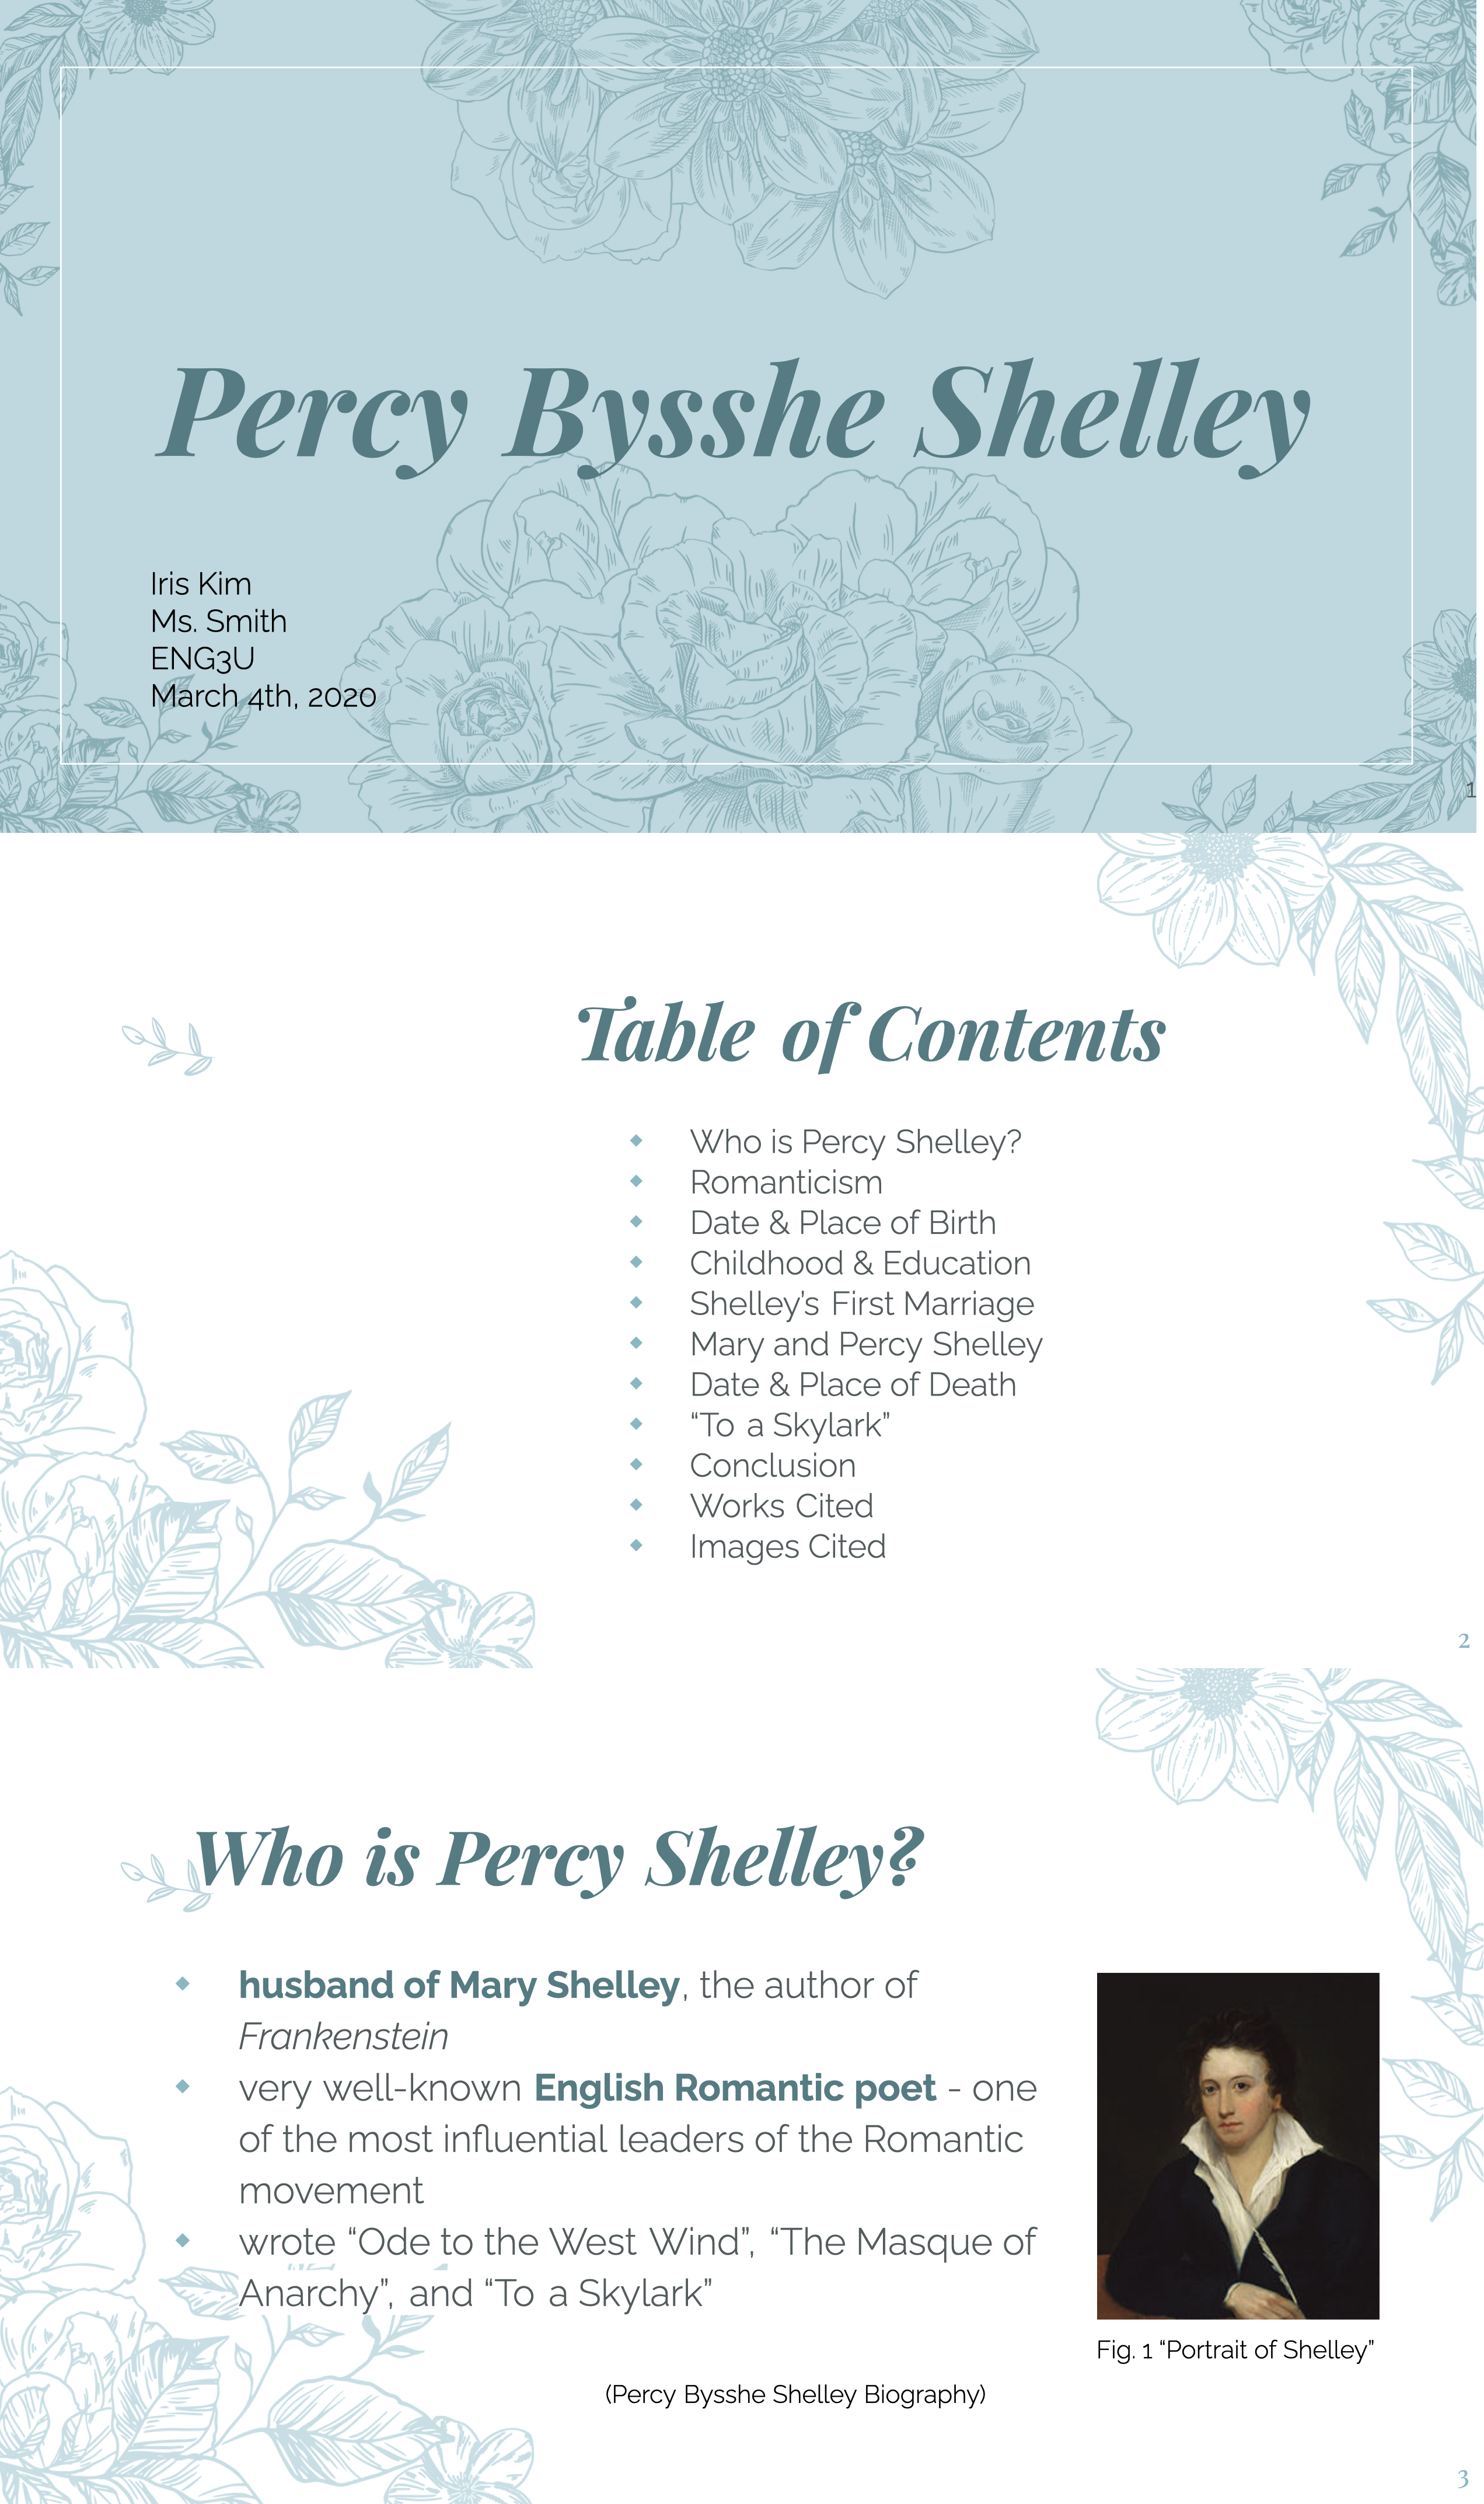 Percy Bysshe Shelley
Iris Kim
Ms. Smith
ENG3U
March 4th, 2020
1
Table of Contents
◆ Who is Percy Shelley?
◆ Romanticism
◆ Date & Place of Birth
◆ Childhood & Education
◆ Shelley’s First Marriage
◆ Mary and Percy Shelley
◆ Date & Place of Death
◆ “To a Skylark”
◆ Conclusion
◆ Works Cited
◆ Images Cited
2
Who is Percy Shelley?
◆ husband of Mary Shelley, the author of
Frankenstein
◆ very well-known English Romantic poet - one
of the most influential leaders of the Romantic
movement
◆ wrote “Ode to the West Wind”, “The Masque of
Anarchy”, and “To a Skylark”
Fig. 1 “Portrait of Shelley”
(Percy Bysshe Shelley Biography)
3